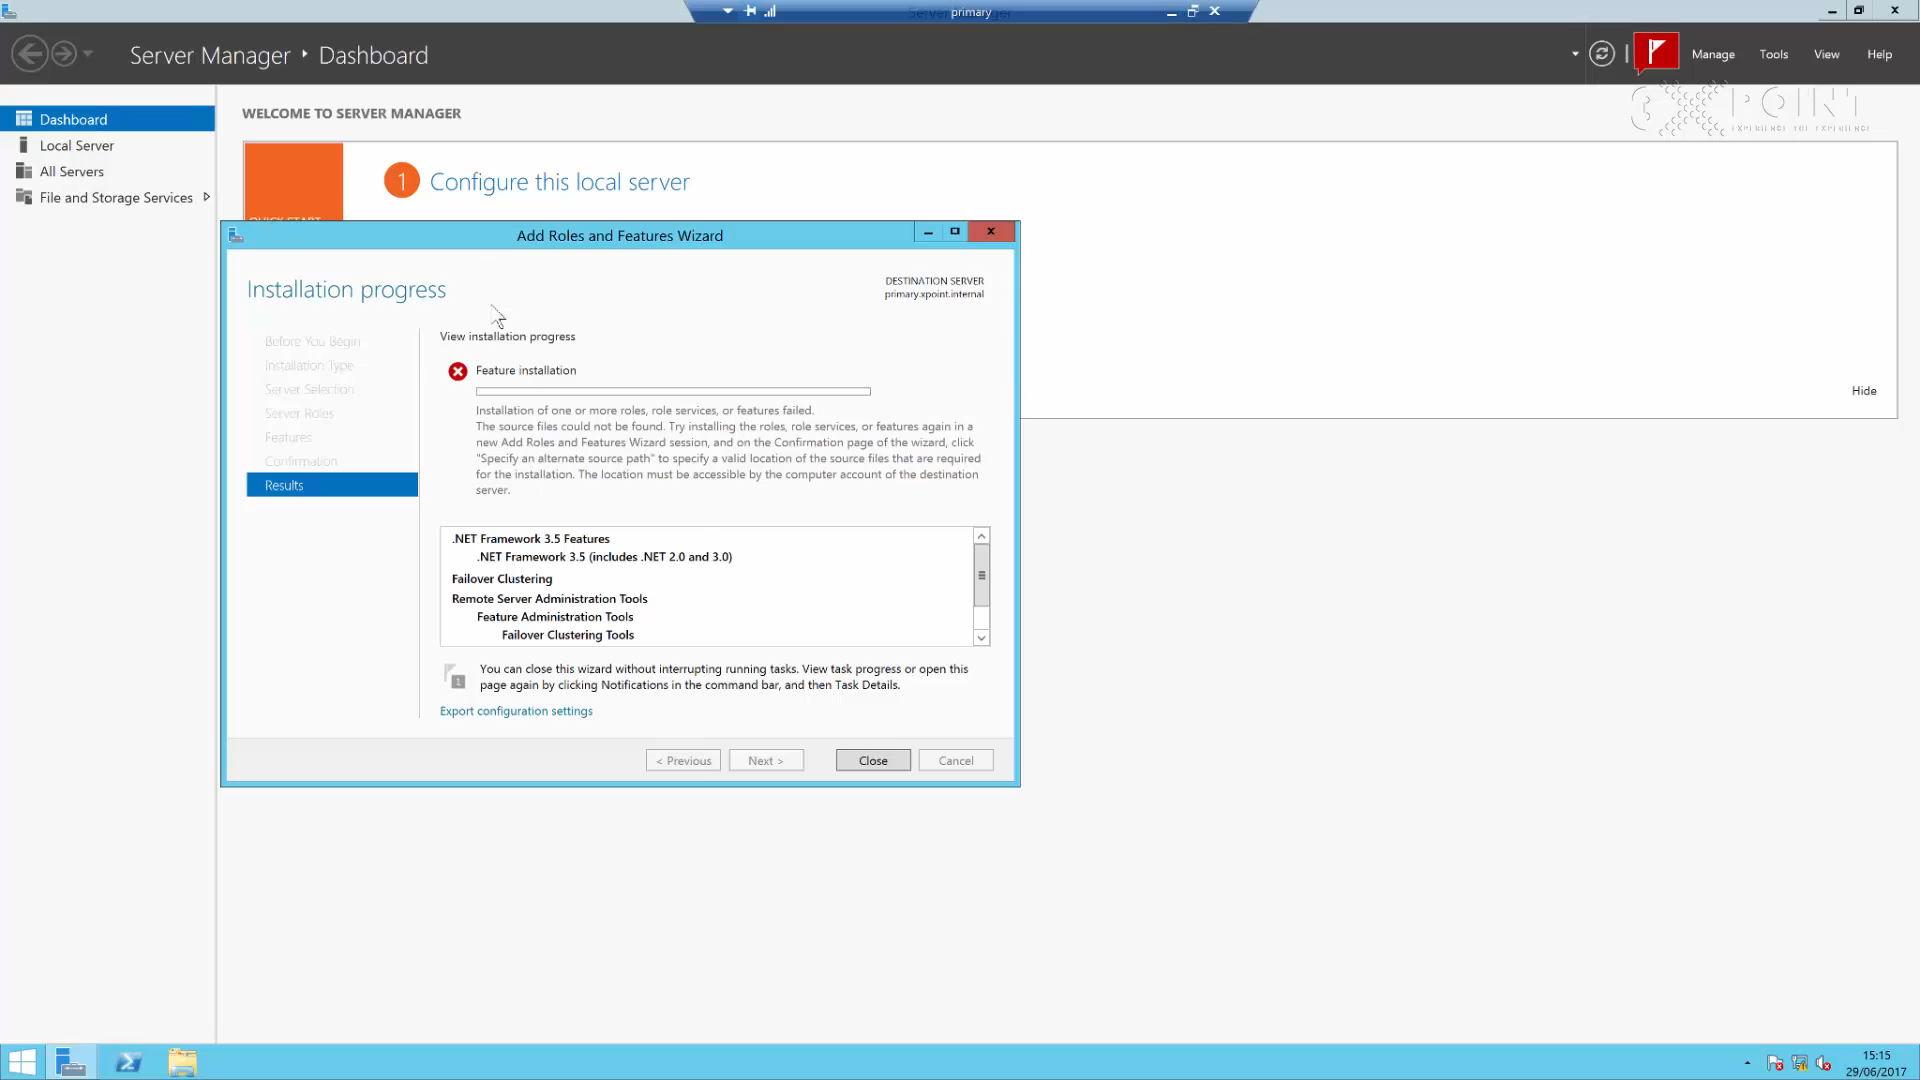 primary
Server Manager
Server Manager ‣ Dashboard
Manage
Tools
View
Help
Dashboard
Local Server
All Servers
File and Storage Services
WELCOME TO SERVER MANAGER
QUICK START
1
Configure this local server
Hide
Add Roles and Features Wizard
Installation progress
DESTINATION SERVER
primary.xpoint.internal
Before You Begin
Installation Type
Server Selection
Server Roles
Features
Confirmation
Results
View installation progress
Feature installation
Installation of one or more roles, role services, or features failed.
The source files could not be found. Try installing the roles, role services, or features again in a
new Add Roles and Features Wizard session, and on the Confirmation page of the wizard, click
"Specify an alternate source path" to specify a valid location of the source files that are required
for the installation. The location must be accessible by the computer account of the destination
server.
.NET Framework 3.5 Features
.NET Framework 3.5 (includes .NET 2.0 and 3.0)
Failover Clustering
Remote Server Administration Tools
Feature Administration Tools
Failover Clustering Tools
1
You can close this wizard without interrupting running tasks. View task progress or open this
page again by clicking Notifications in the command bar, and then Task Details.
Export configuration settings
< Previous
Next >
Close
Cancel
15:15
29/06/2017